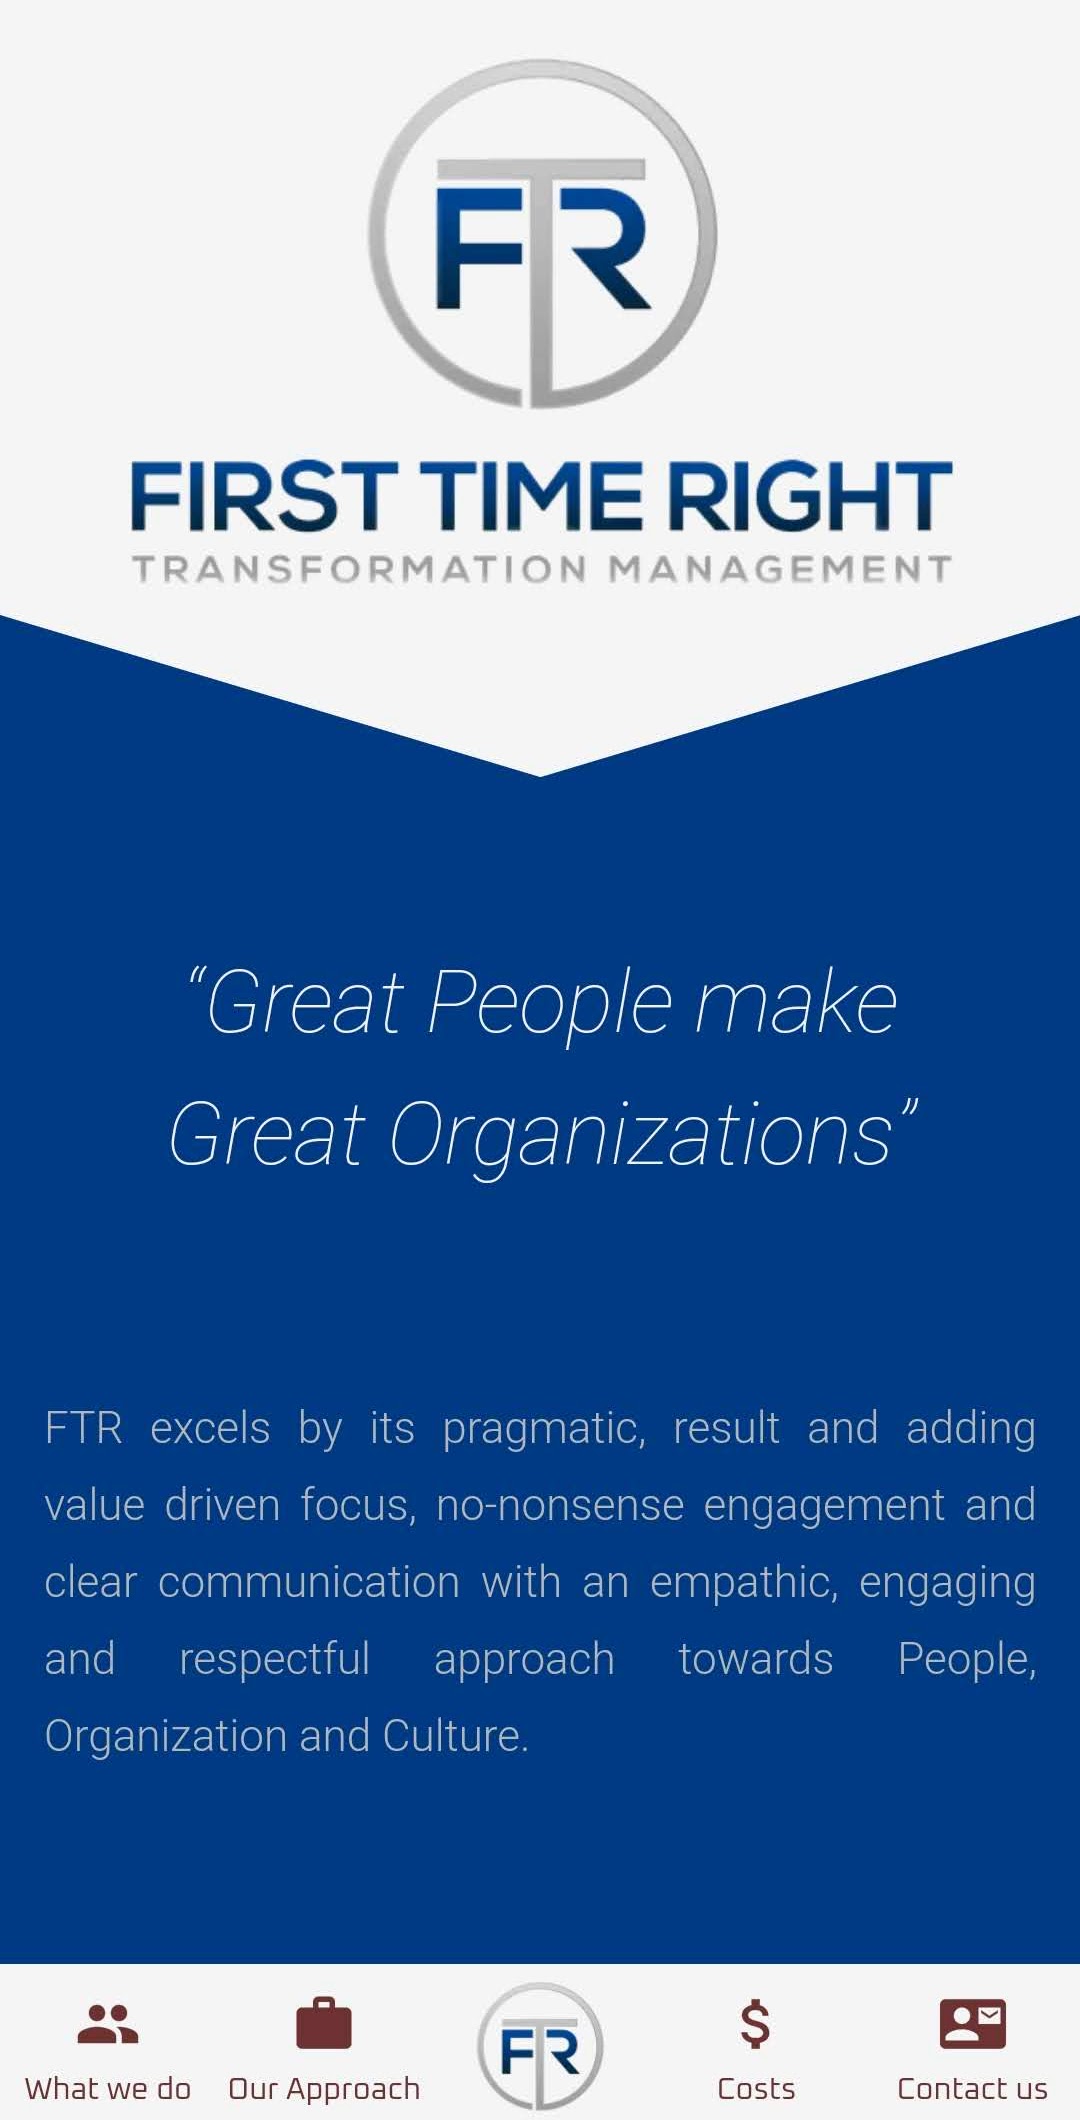 FTR
FIRST TIME RIGHT
TRANSFORMATION MANAGEMENT
“Great People make
Great Organizations”
FTR excels by its pragmatic, result and adding
value driven focus, no-nonsense engagement and
clear communication with an empathic, engaging
and respectful approach towards People,
Organization and Culture.
What we do
Our Approach
FTR
Costs
Contact us